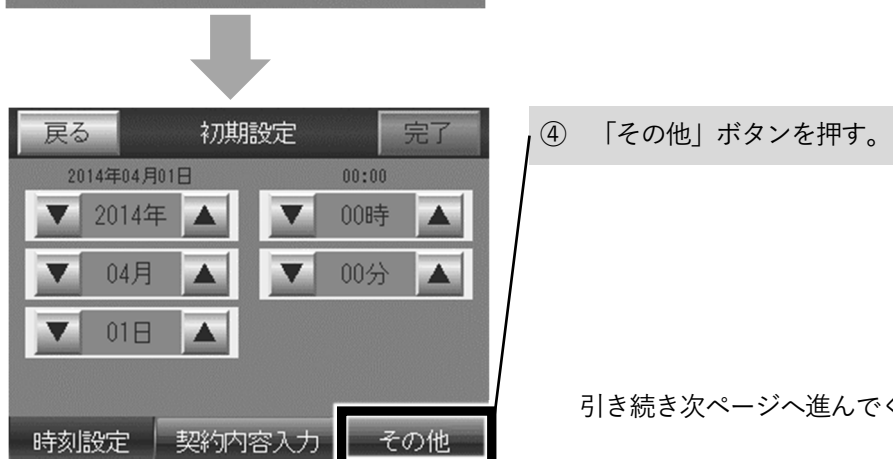 戻る 初期設定 完了
④ 「その他」ボタンを押す。
2014年04月01日 00:00
▼ 2014年 ▲ ▼ 00時 ▲
▼ 04月 ▲ ▼ 00分 ▲
▼ 01日 ▲
引き続き次ページへ進んで
時刻設定 契約内容入力 その他